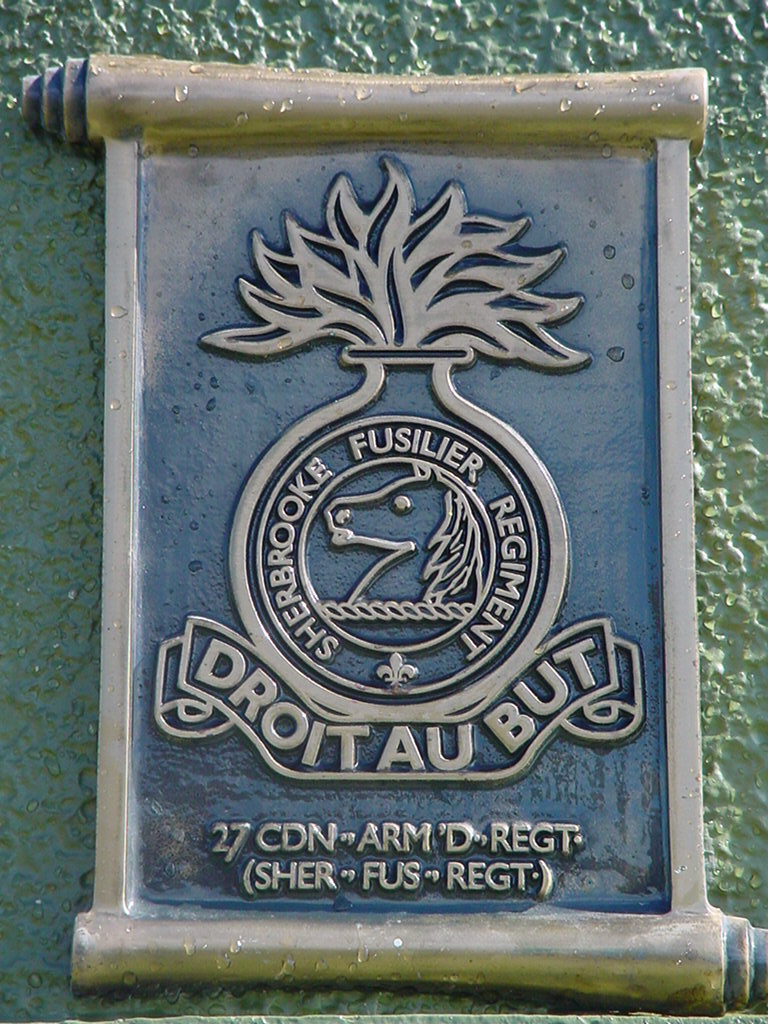 SHERBROOKE FUSILIER REGIMENT
DROIT AU BUT
27 CDN·· ARM'D·· REGT·
(SHER·· FUS·· REGT·)